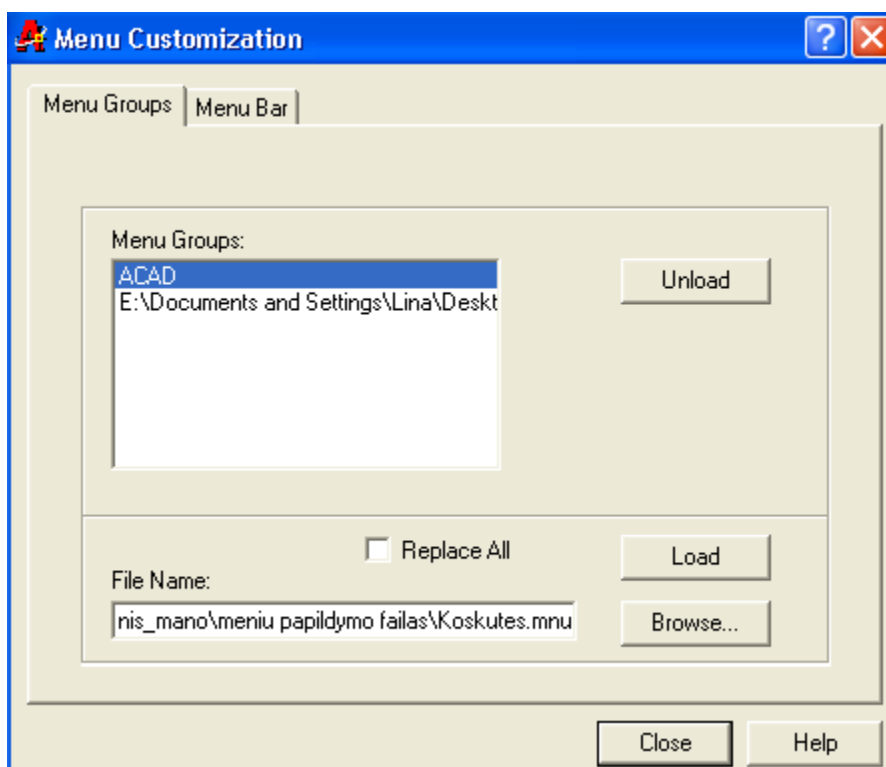 Menu Customization
Menu Groups
Menu Bar
Menu Groups:
ACAD
E:\Documents and Settings\Lina\Deskt
Unload
Replace All
Load
File Name:
nis_mano\meniu papildymo failas\Koskutes.mnu
Browse...
Close
Help